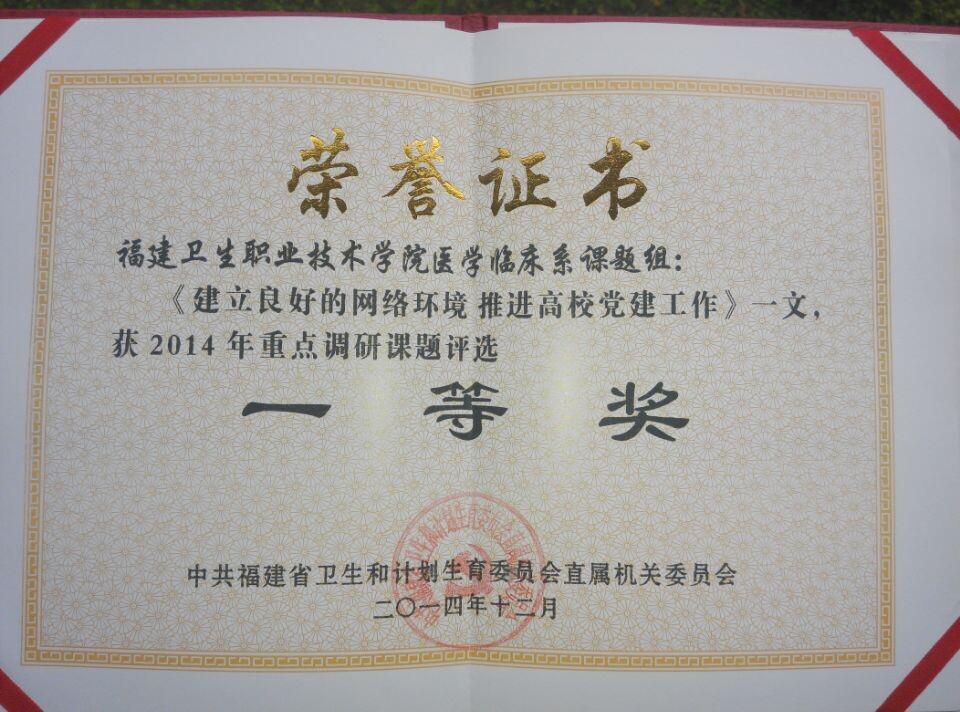 荣誉证书
福建卫生职业技术学院医学临床系课题组：
《建立良好的网络环境 推进高校党建工作》一文，
获 2014 年重点调研课题评选
一等奖
中共福建省卫生和计划生育委员会直属机关委员会
二〇一四年十二月